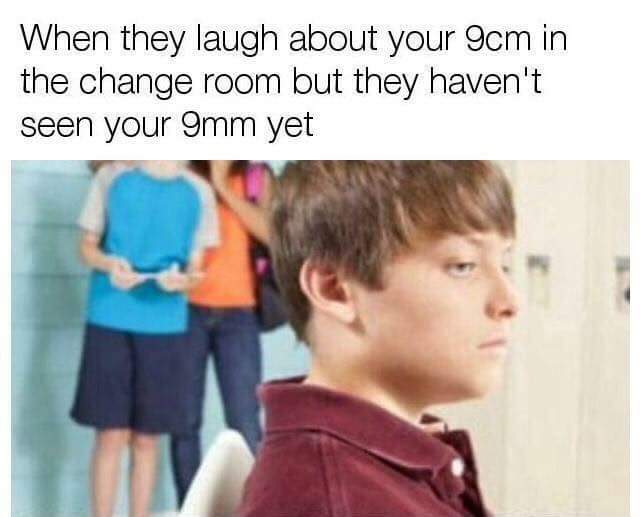 When they laugh about your 9cm in
the change room but they haven't
seen your 9mm yet